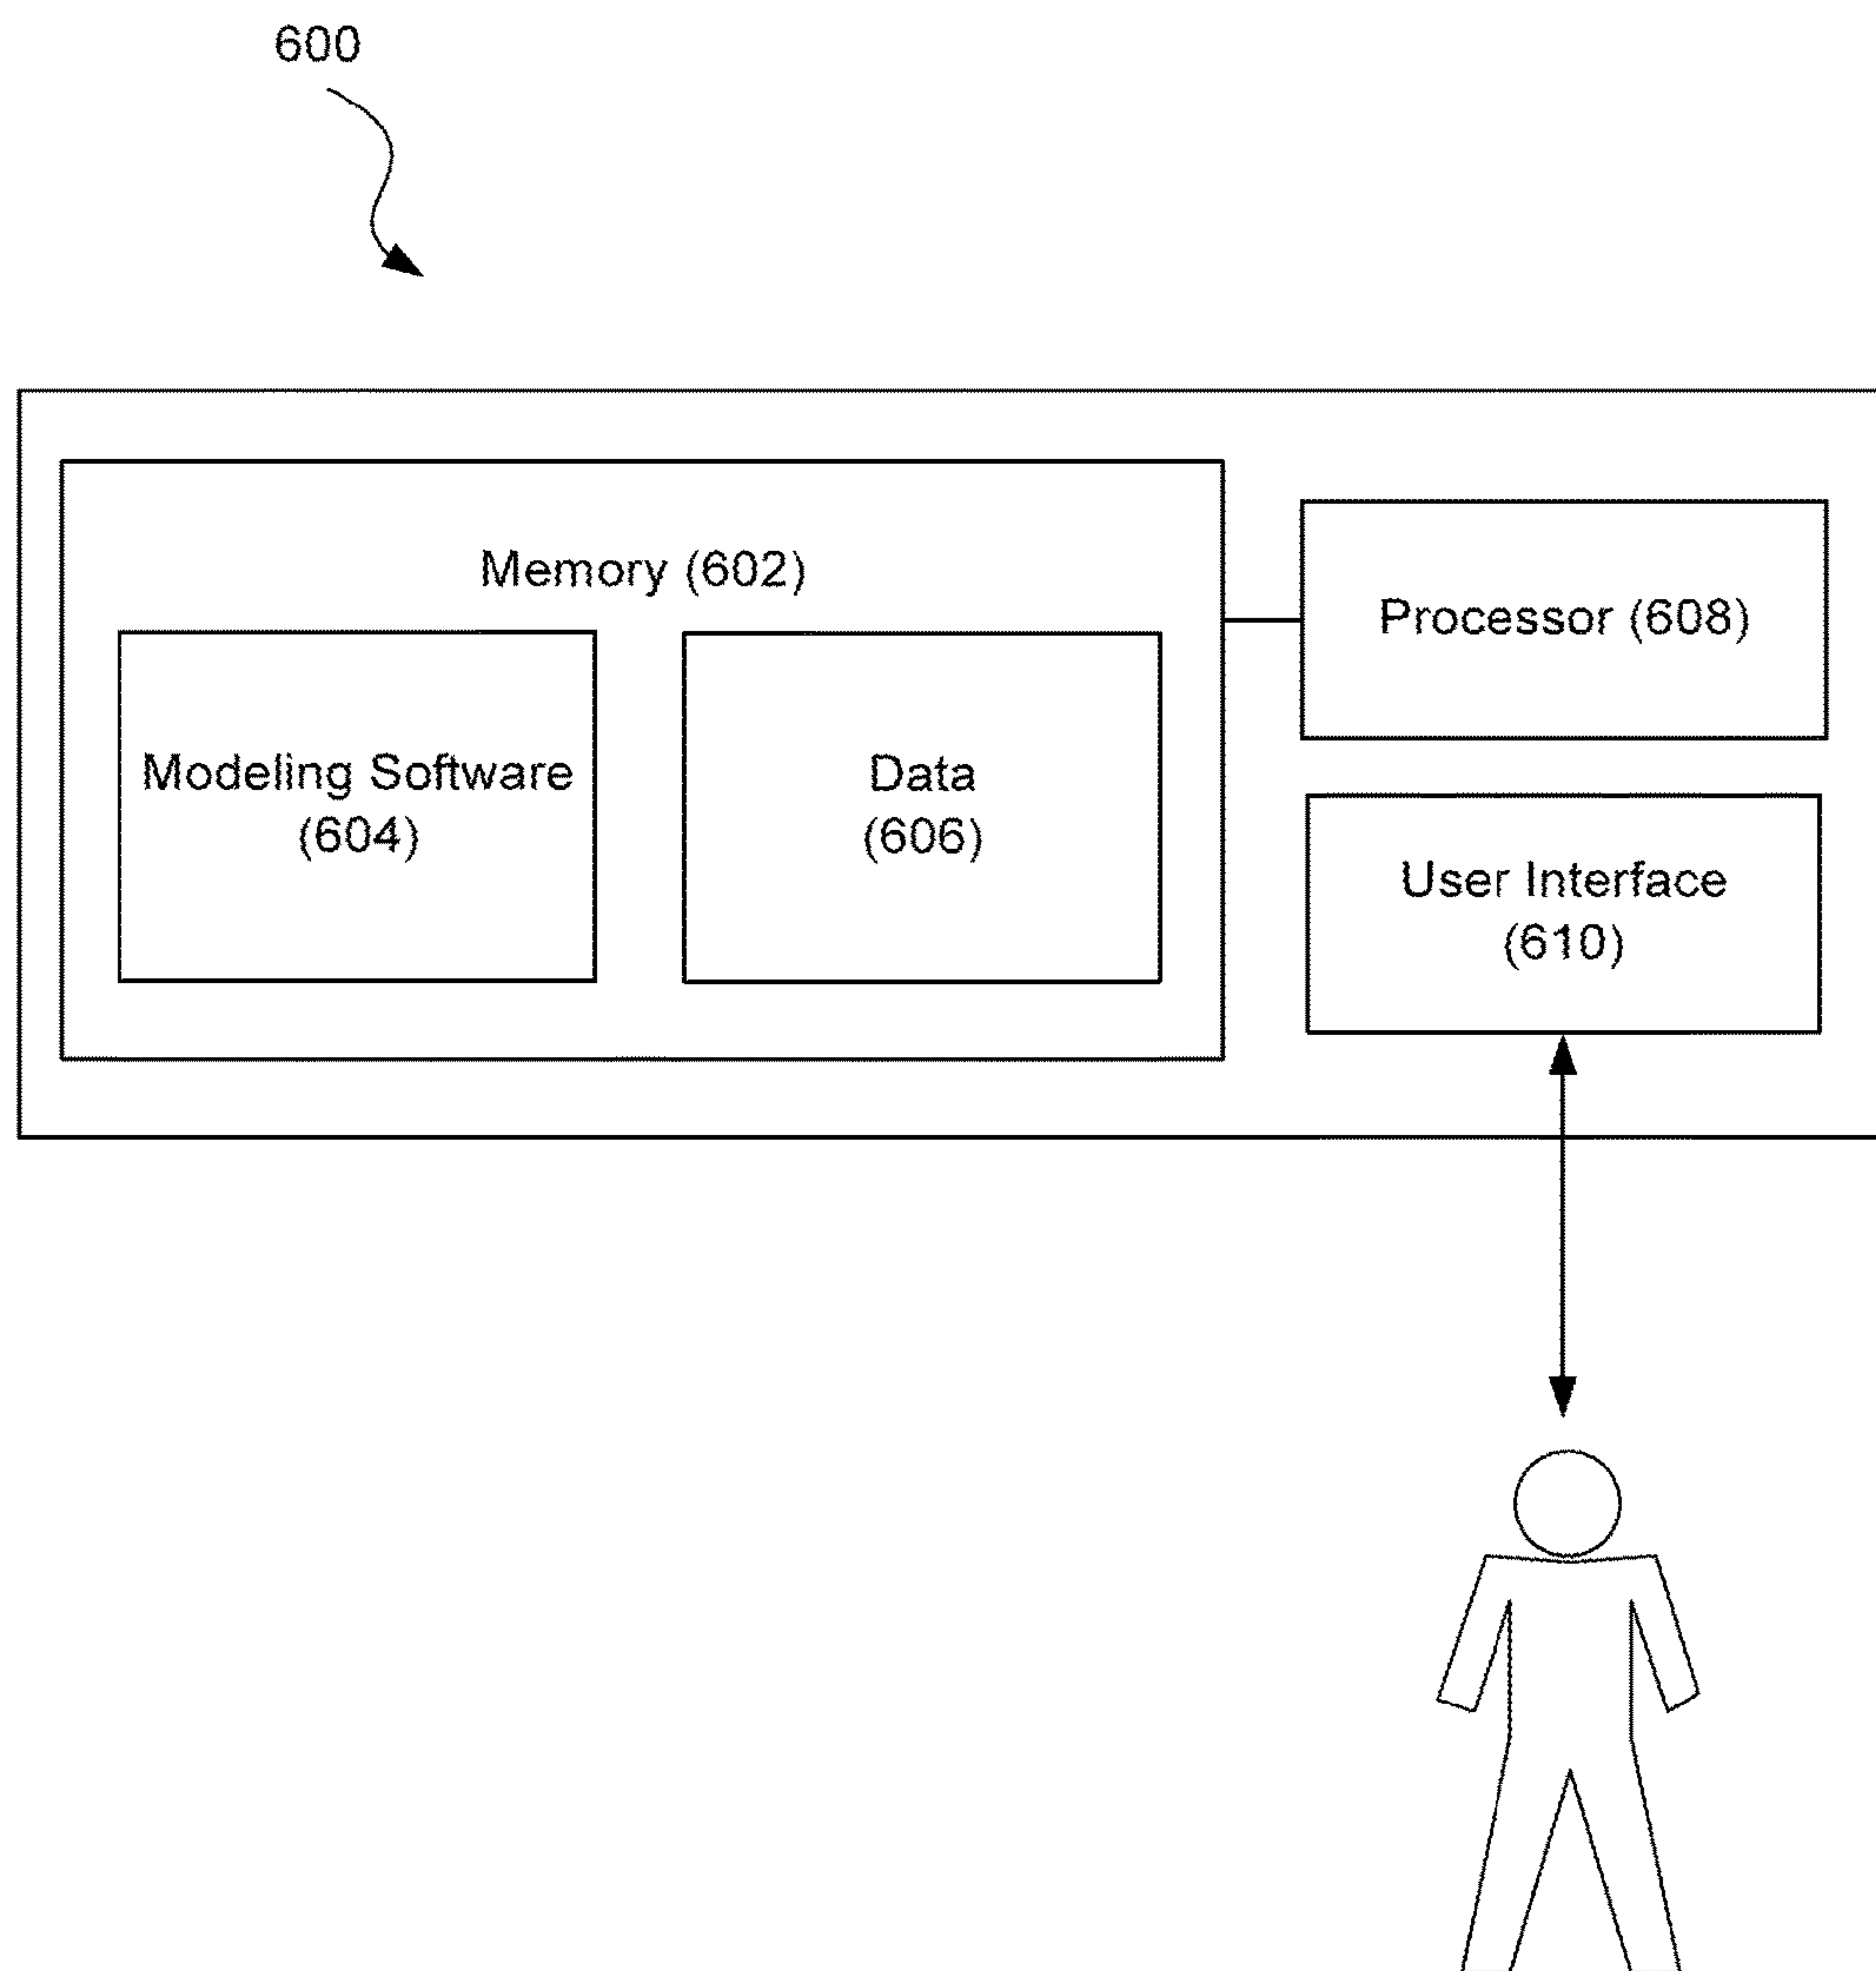 600
Memory (602)
Processor (608)
Modeling Software
(604)
Data
(606)
User Interface
(610)